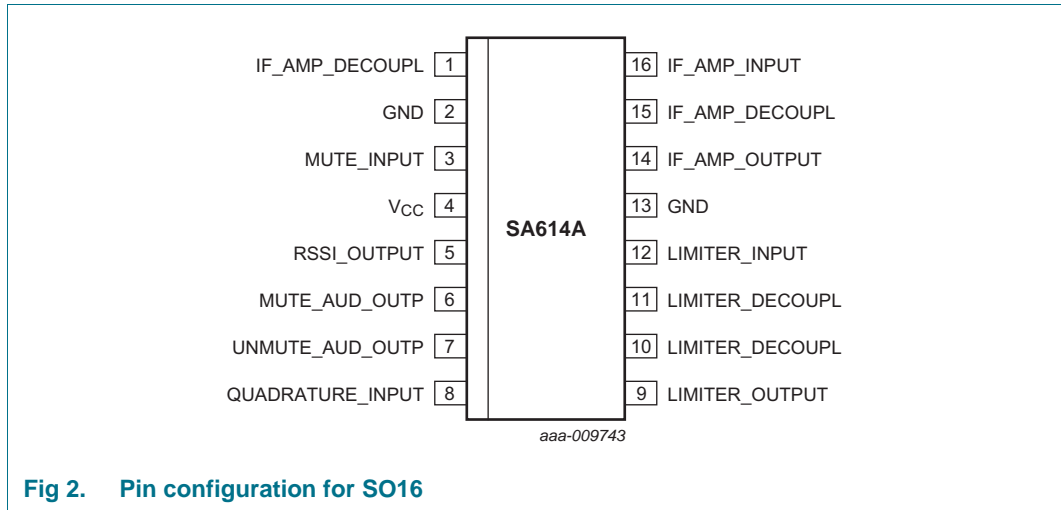 IF_AMP_DECOUPL 1 16 IF_AMP_INPUT
GND 2 15 IF_AMP_DECOUPL
MUTE_INPUT 3 14 IF_AMP_OUTPUT
VCC 4 13 GND
SA614A
RSSI_OUTPUT 5 12 LIMITER_INPUT
MUTE_AUD_OUTP 6 11 LIMITER_DECOUPL
UNMUTE_AUD_OUTP 7 10 LIMITER_DECOUPL
QUADRATURE_INPUT 8 9 LIMITER_OUTPUT
aaa-009743
Fig 2. Pin configuration for SO16